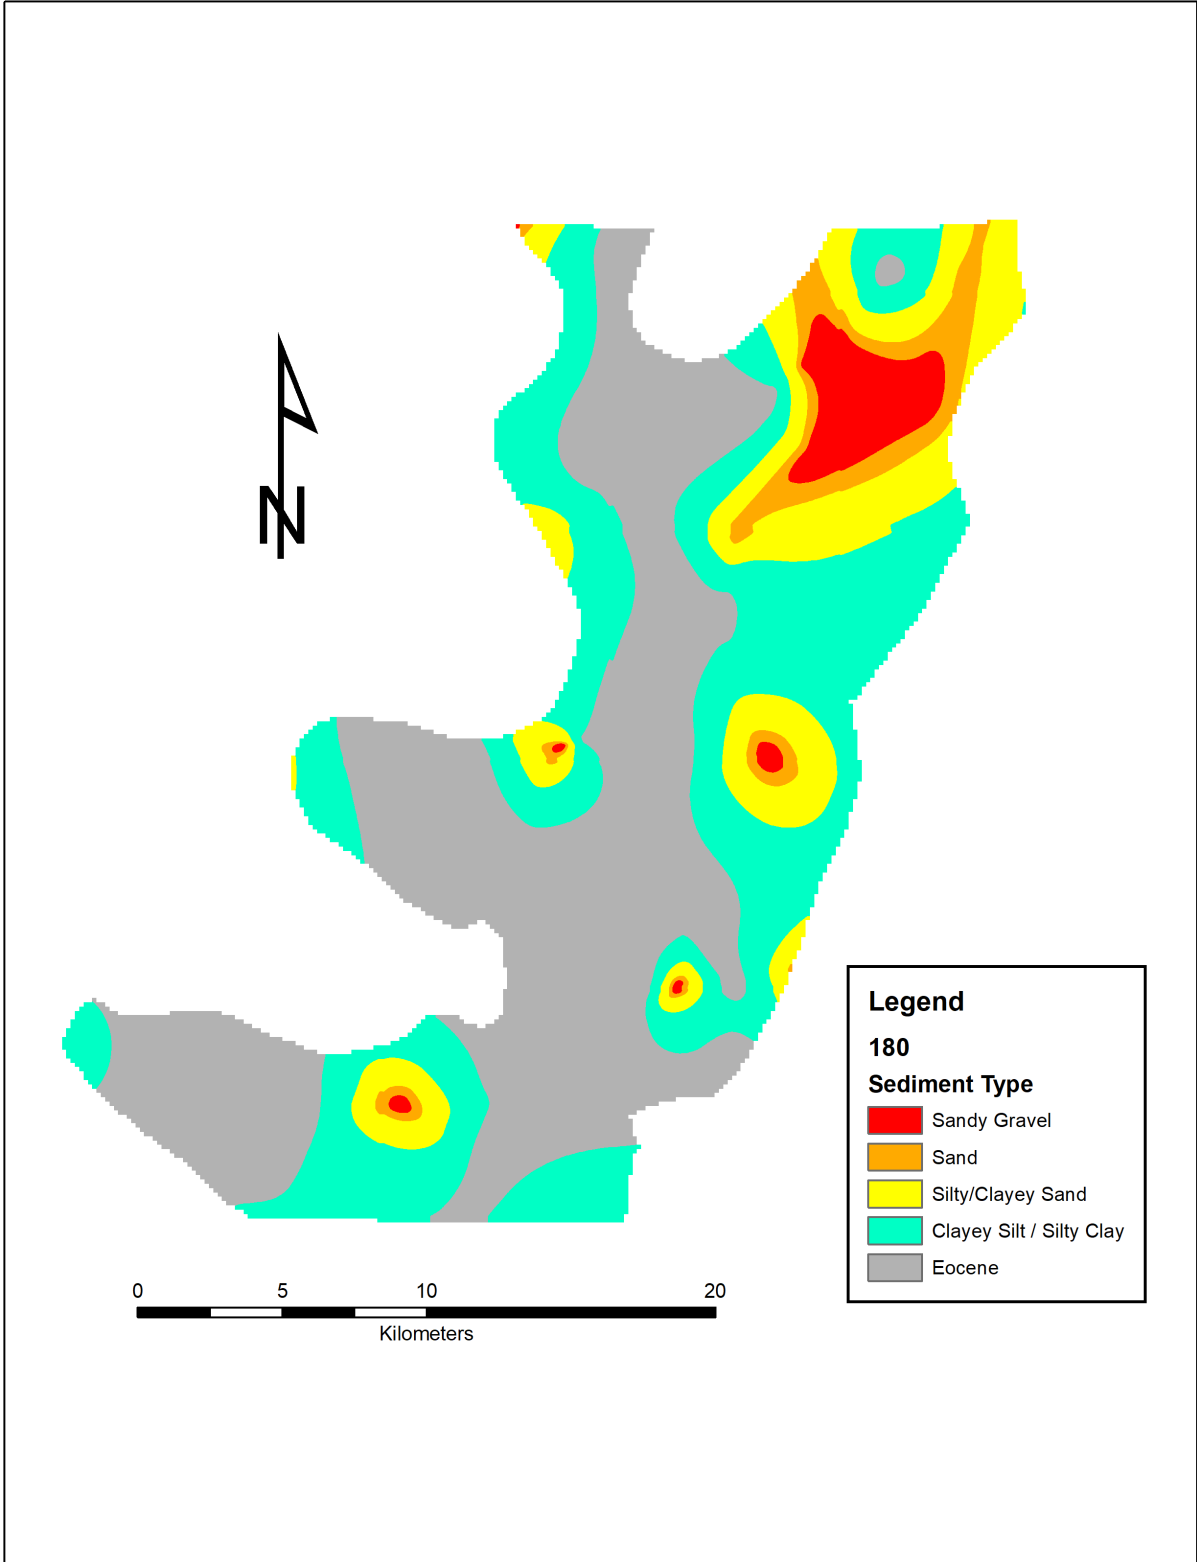 N
Legend
180
Sediment Type
Sandy Gravel
Sand
Silty/Clayey Sand
Clayey Silt / Silty Clay
Eocene
0 5 10 20
Kilometers